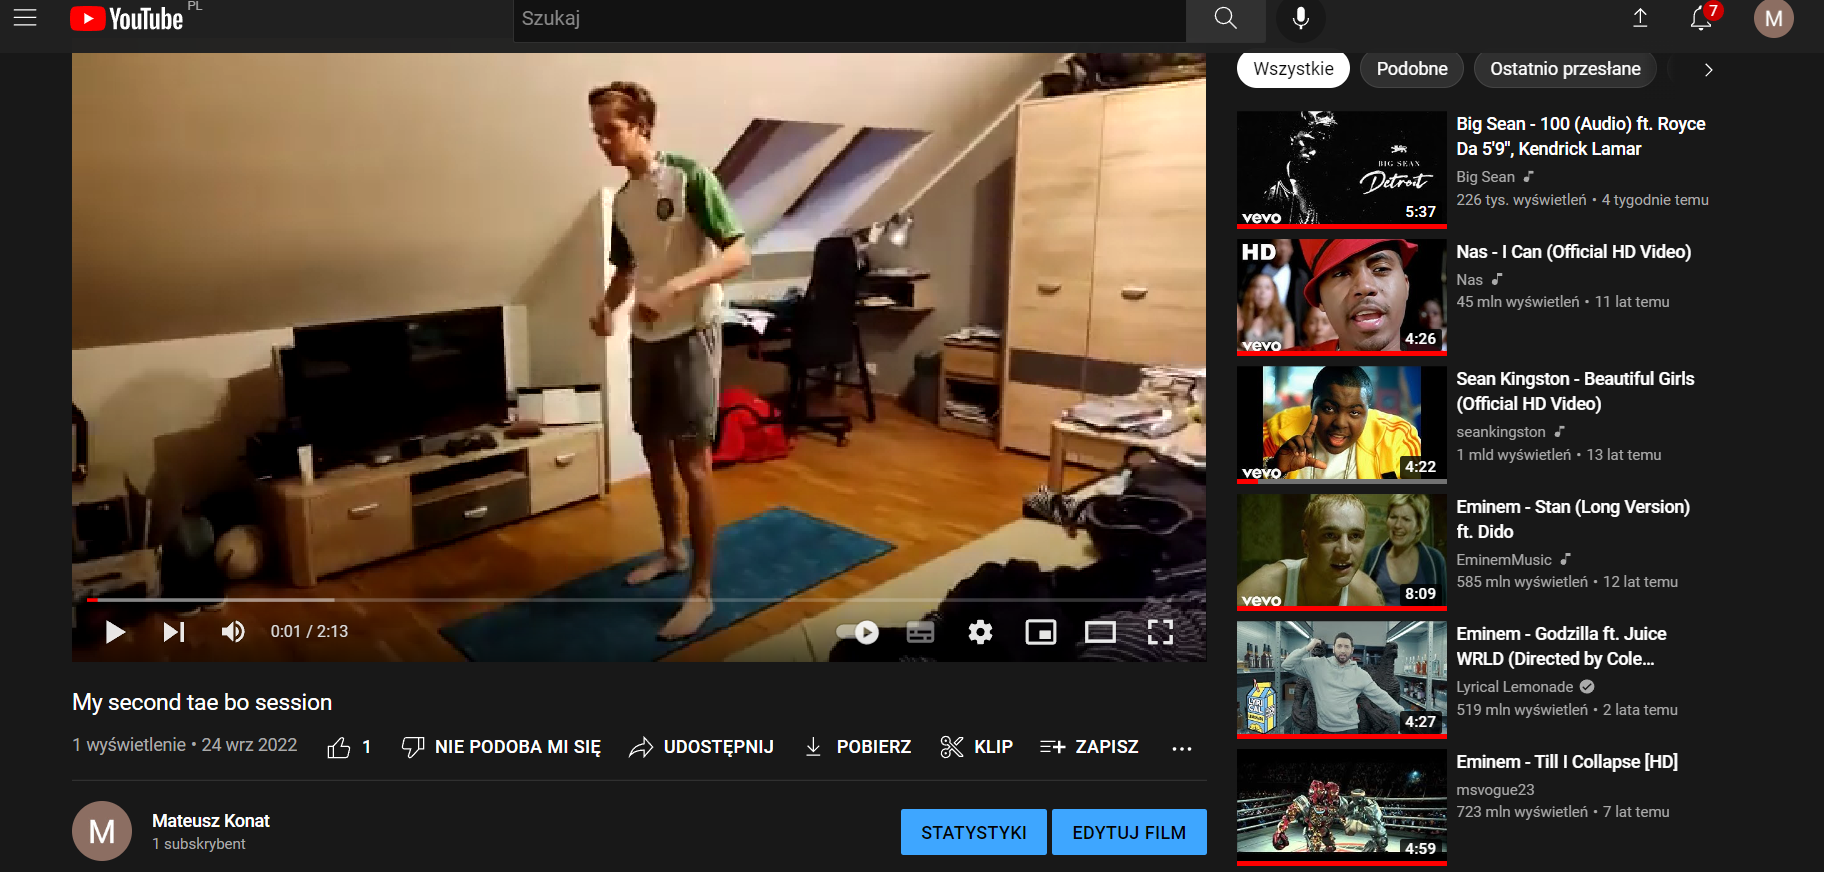 YouTube PL
Szukaj
7
M
0:01 / 2:13
My second tae bo session
1 wyświetlenie • 24 wrz 2022
1
NIE PODOBA MI SIĘ
UDOSTĘPNIJ
POBIERZ
KLIP
ZAPISZ
...
M
Mateusz Konat
1 subskrybent
STATYSTYKI
EDYTUJ FILM
Wszystkie
Podobne
Ostatnio przesłane
BIG SEAN
Detroit
vevo
5:37
Big Sean - 100 (Audio) ft. Royce
Da 5'9", Kendrick Lamar
Big Sean
226 tys. wyświetleń • 4 tygodnie temu
HD
vevo
4:26
Nas - I Can (Official HD Video)
Nas
45 mln wyświetleń • 11 lat temu
vevo
4:22
Sean Kingston - Beautiful Girls
(Official HD Video)
seankingston
1 mld wyświetleń • 13 lat temu
vevo
8:09
Eminem - Stan (Long Version)
ft. Dido
EminemMusic
585 mln wyświetleń • 12 lat temu
LYRICAL
4:27
Eminem - Godzilla ft. Juice
WRLD (Directed by Cole...
Lyrical Lemonade
519 mln wyświetleń • 2 lata temu
4:59
Eminem - Till I Collapse [HD]
msvogue23
723 mln wyświetleń • 7 lat temu